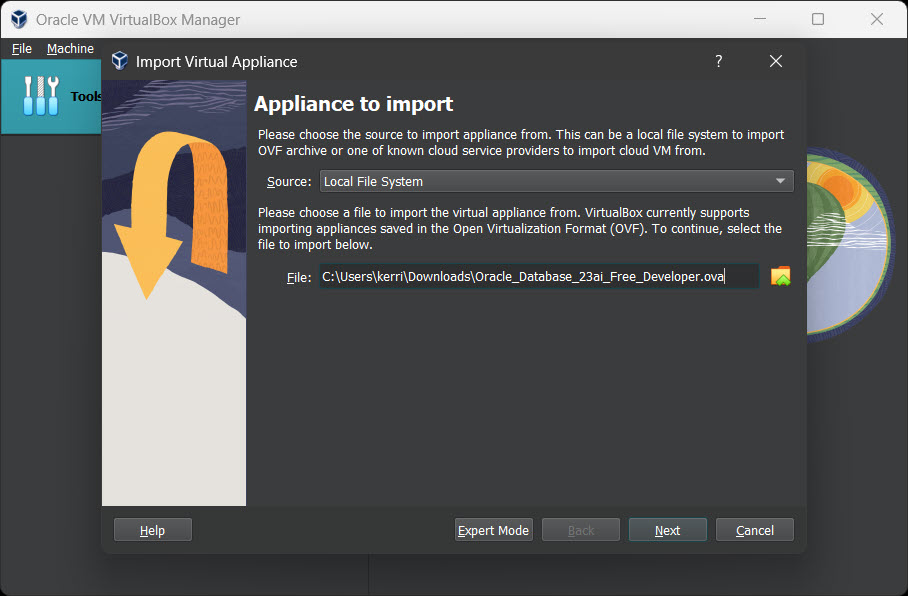 Oracle VM VirtualBox Manager
File Machine
Import Virtual Appliance ?
Tools
Appliance to import
Please choose the source to import appliance from. This can be a local file system to import
OVF archive or one of known cloud service providers to import cloud VM from.
Source: Local File System
Please choose a file to import the virtual appliance from. VirtualBox currently supports
importing appliances saved in the Open Virtualization Format (OVF). To continue, select the
file to import below.
File: C:\Users\kerri\Downloads\Oracle_Database_23ai_Free_Developer.ova
Help Expert Mode Back Next Cancel